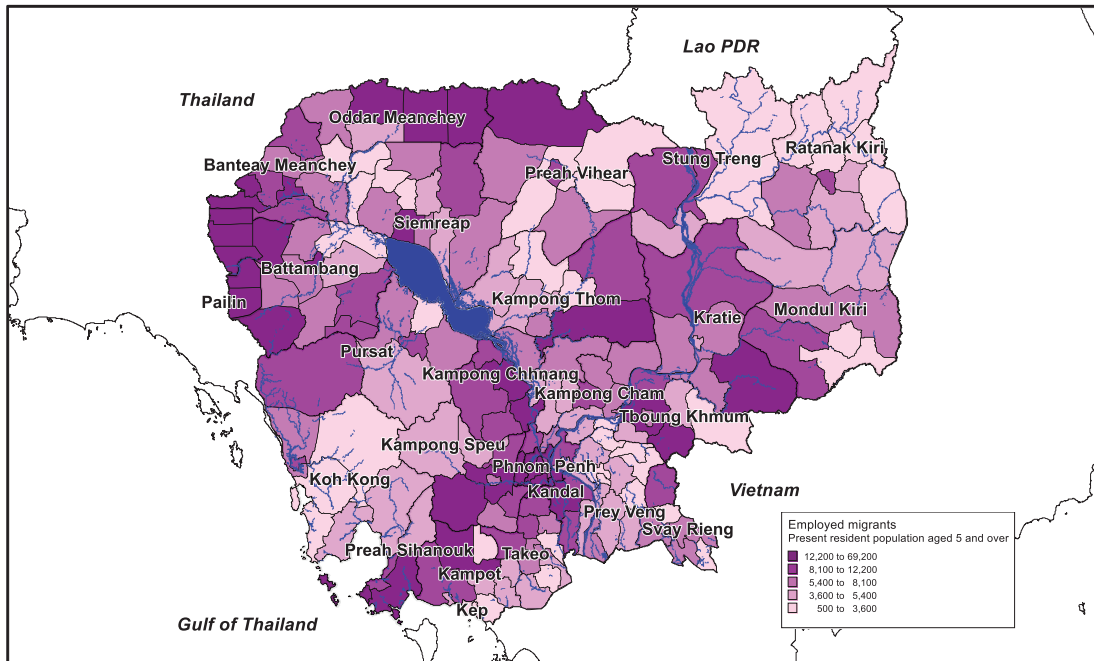 Lao PDR
Thailand
Oddar Meanchey
Ratanak Kiri
Stung Treng
Banteay Meanchey
Preah Vihear
Siemreap
Battambang
Kampong Thom
Pailin
Mondul Kiri
Kratie
Pursat
Kampong Chhnang
Kampong Cham
Tboung Khmum
Kampong Speu
Phnom Penh
Koh Kong
Kandal
Vietnam
Prey Veng
Svay Rieng
Preah Sihanouk
Takeo
Kampot
Kep
Gulf of Thailand
Employed migrants
Present resident population aged 5 and over
12,200 to 69,200
8,100 to 12,200
5,400 to 8,100
3,600 to 5,400
500 to 3,600